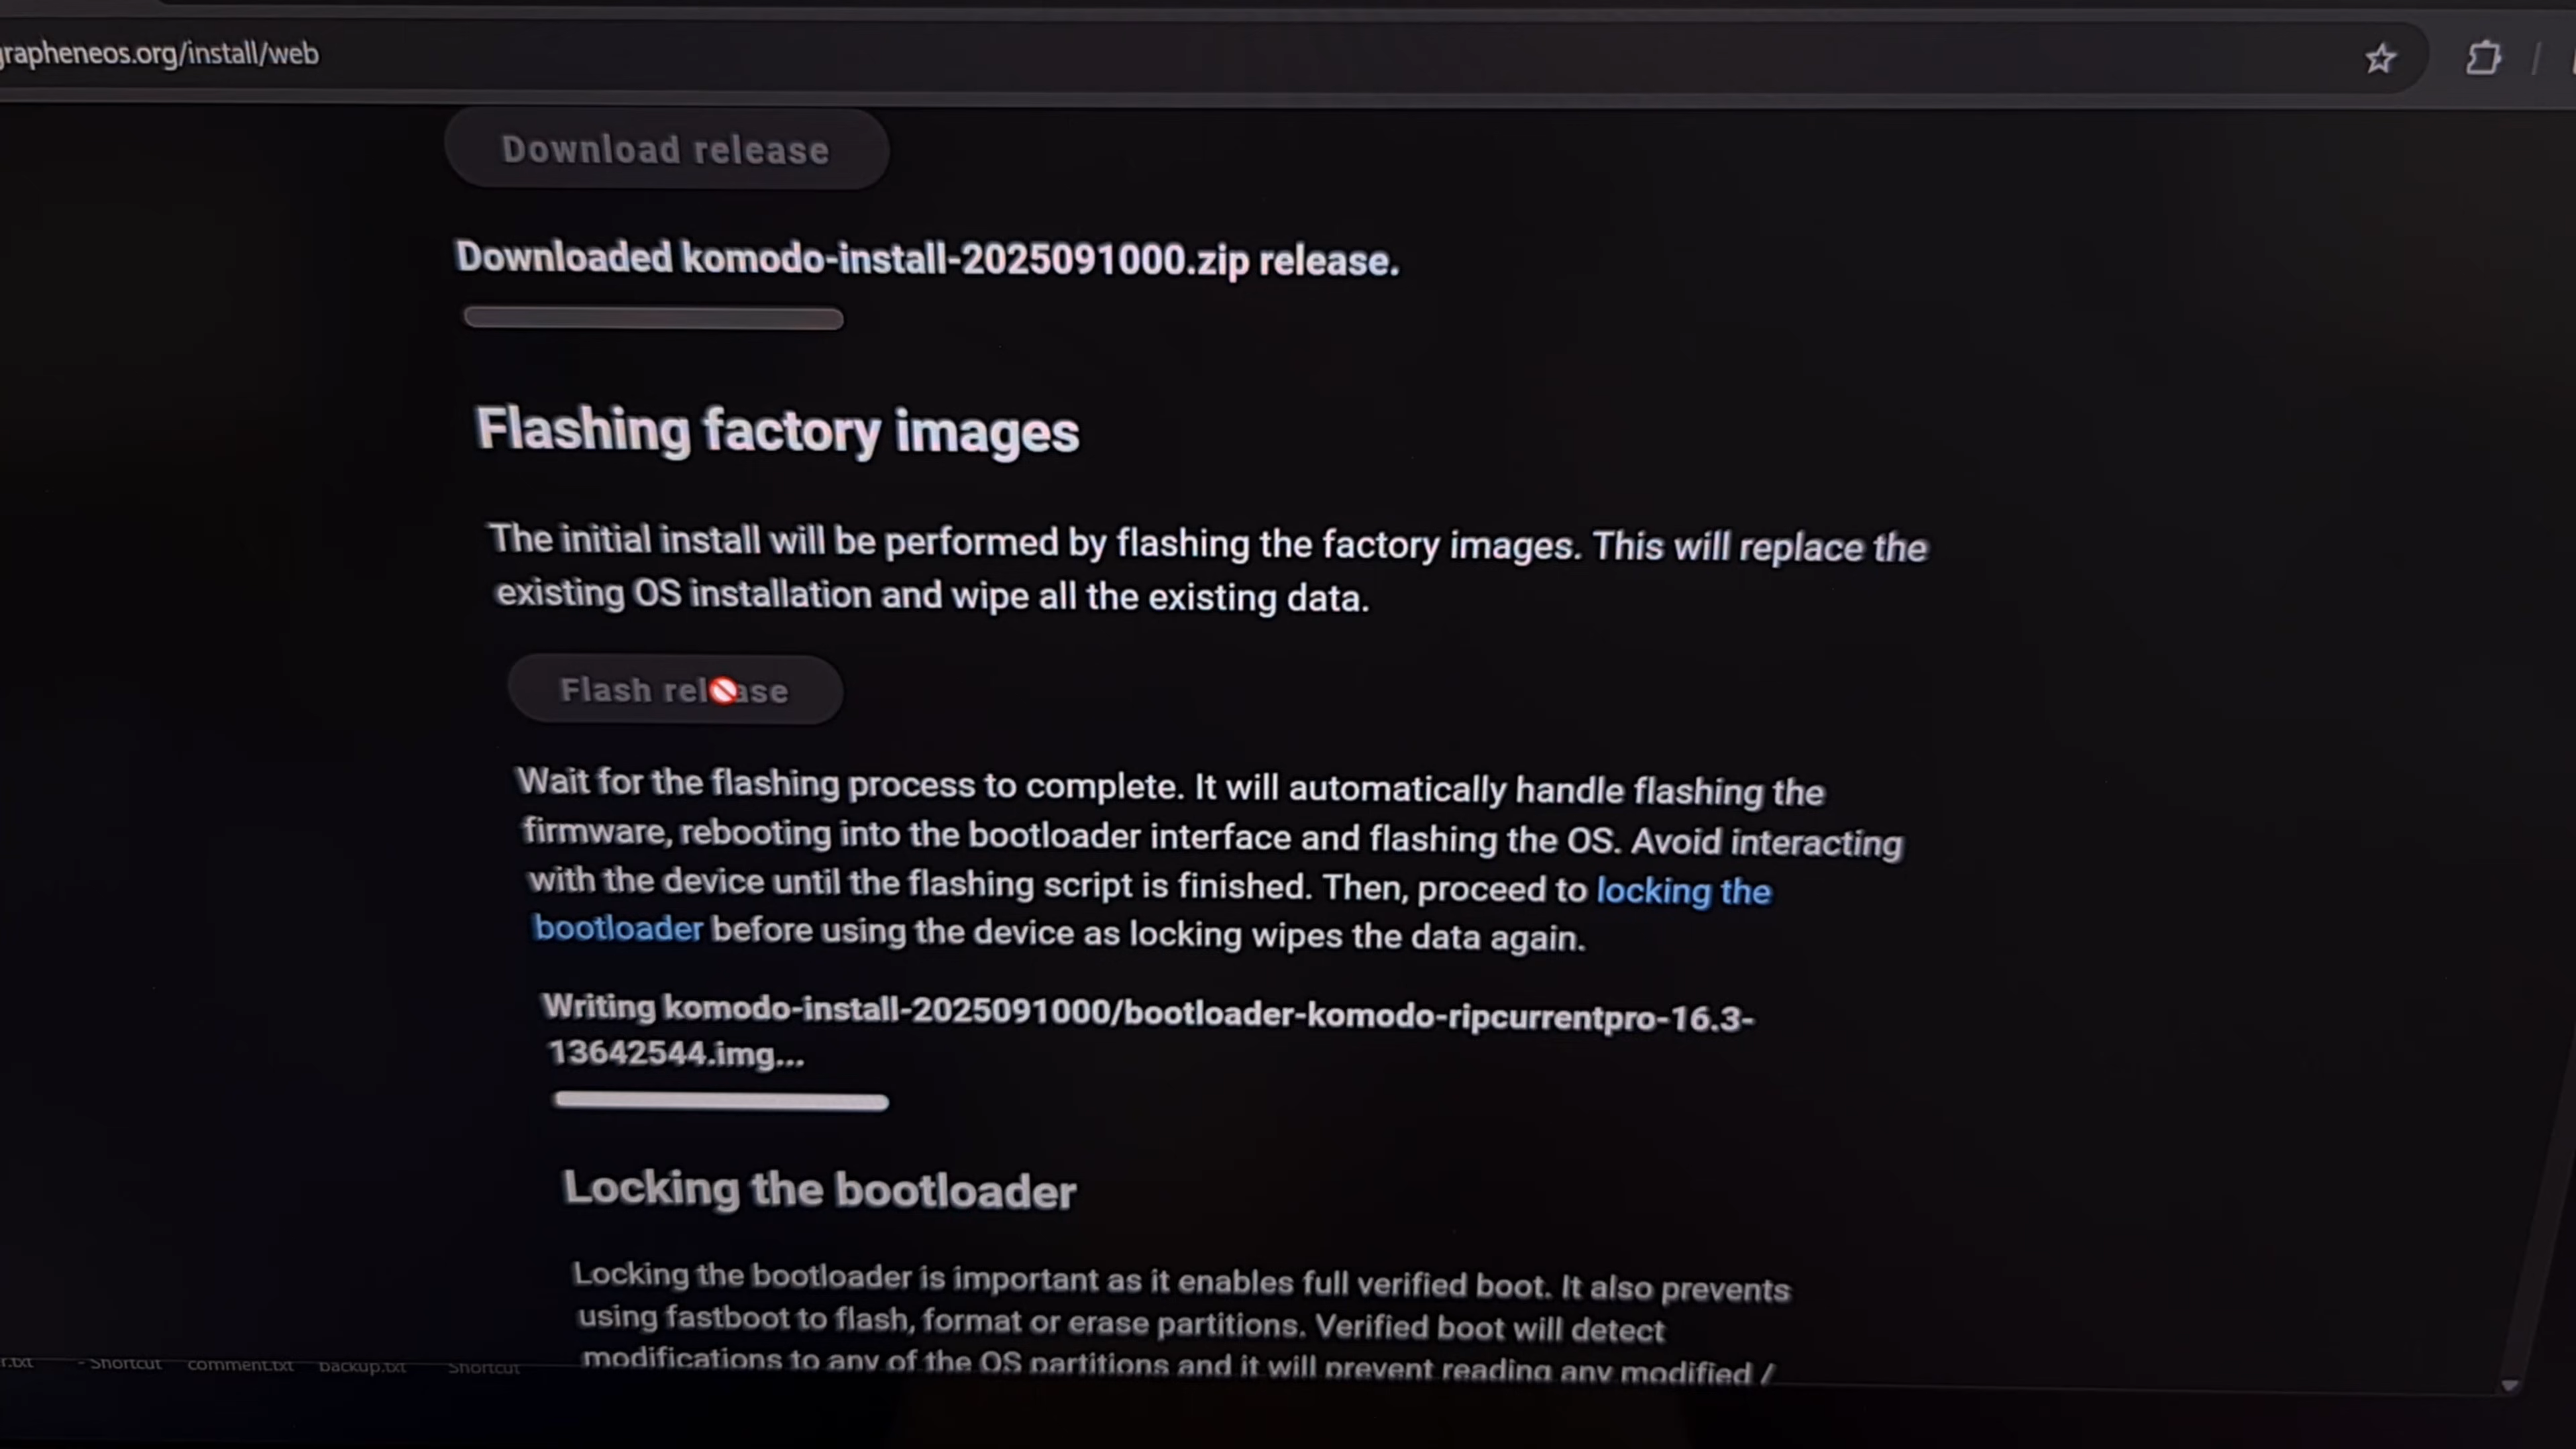 grapheneos.org/install/web
Download release
Downloaded komodo-install-2025091000.zip release.
Flashing factory images
The initial install will be performed by flashing the factory images. This will replace the
existing OS installation and wipe all the existing data.
Flash release
Wait for the flashing process to complete. It will automatically handle flashing the
firmware, rebooting into the bootloader interface and flashing the OS. Avoid interacting
with the device until the flashing script is finished. Then, proceed to locking the
bootloader before using the device as locking wipes the data again.
Writing komodo-install-2025091000/bootloader-komodo-ripcurrentpro-16.3-
13642544.img...
Locking the bootloader
Locking the bootloader is important as it enables full verified boot. It also prevents
using fastboot to flash, format or erase partitions. Verified boot will detect
modifications to any of the OS partitions and it will prevent reading any modified /
r.txt - Shortcut comment.txt backup.txt Shortcut